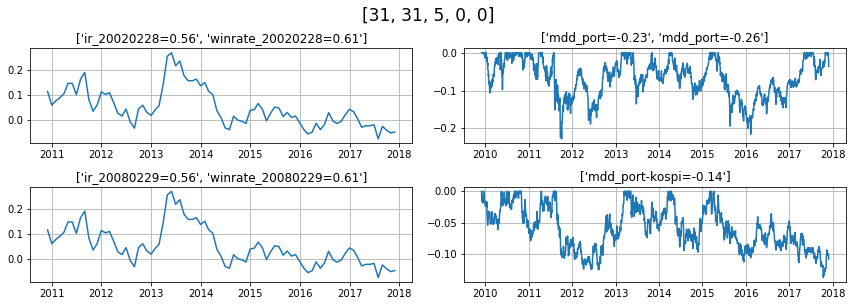 [31, 31, 5, 0, 0]
['ir_20020228=0.56', 'winrate_20020228=0.61']
0.2
0.1
0.0
2011 2012 2013 2014 2015 2016 2017 2018
['mdd_port=-0.23', 'mdd_port=-0.26']
0.0
−0.1
−0.2
2010 2011 2012 2013 2014 2015 2016 2017 2018
['ir_20080229=0.56', 'winrate_20080229=0.61']
0.2
0.1
0.0
2011 2012 2013 2014 2015 2016 2017 2018
['mdd_port-kospi=-0.14']
0.00
−0.05
−0.10
2010 2011 2012 2013 2014 2015 2016 2017 2018